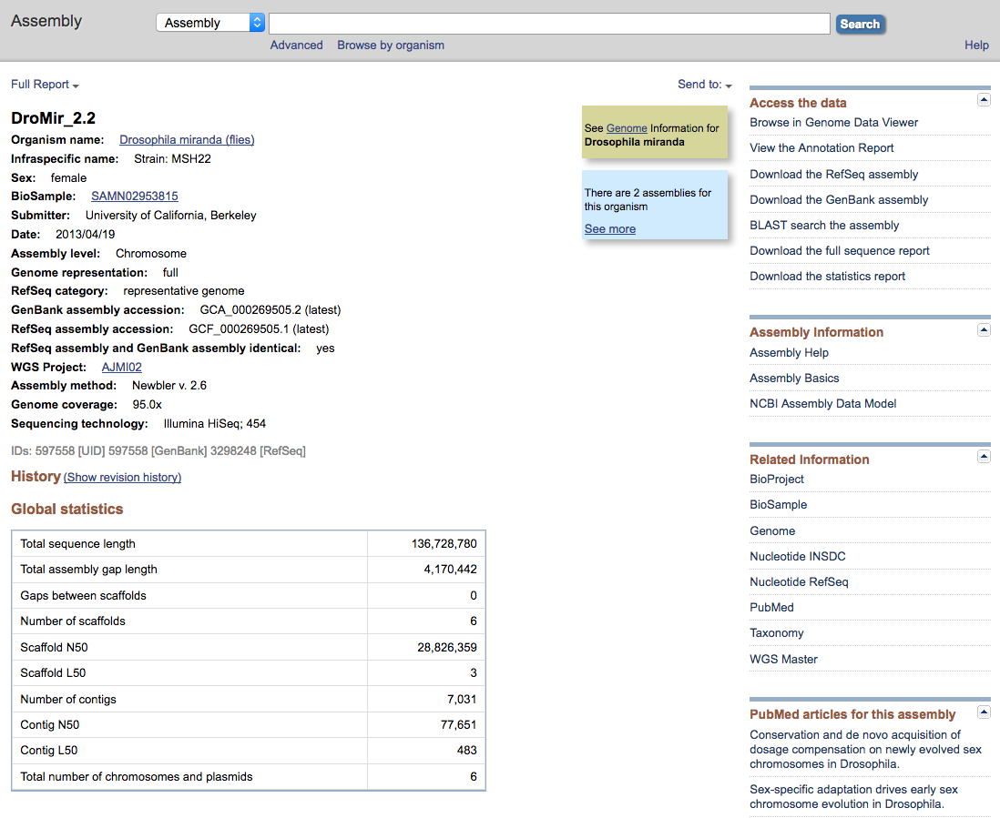 Assembly
Assembly
Search
Advanced Browse by organism
Help
Full Report
Send to:
DroMir_2.2
Organism name: Drosophila miranda (flies)
Infraspecific name: Strain: MSH22
Sex: female
BioSample: SAMN02953815
Submitter: University of California, Berkeley
Date: 2013/04/19
Assembly level: Chromosome
Genome representation: full
RefSeq category: representative genome
GenBank assembly accession: GCA_000269505.2 (latest)
RefSeq assembly accession: GCF_000269505.1 (latest)
RefSeq assembly and GenBank assembly identical: yes
WGS Project: AJMI02
Assembly method: Newbler v. 2.6
Genome coverage: 95.0x
Sequencing technology: Illumina HiSeq; 454
IDs: 597558 [UID] 597558 [GenBank] 3298248 [RefSeq]
History (Show revision history)
Global statistics
Total sequence length 136,728,780
Total assembly gap length 4,170,442
Gaps between scaffolds 0
Number of scaffolds 6
Scaffold N50 28,826,359
Scaffold L50 3
Number of contigs 7,031
Contig N50 77,651
Contig L50 483
Total number of chromosomes and plasmids 6
See Genome Information for
Drosophila miranda
There are 2 assemblies for
this organism
See more
Access the data
Browse in Genome Data Viewer
View the Annotation Report
Download the RefSeq assembly
Download the GenBank assembly
BLAST search the assembly
Download the full sequence report
Download the statistics report
Assembly Information
Assembly Help
Assembly Basics
NCBI Assembly Data Model
Related Information
BioProject
BioSample
Genome
Nucleotide INSDC
Nucleotide RefSeq
PubMed
Taxonomy
WGS Master
PubMed articles for this assembly
Conservation and de novo acquisition of
dosage compensation on newly evolved sex
chromosomes in Drosophila.
Sex-specific adaptation drives early sex
chromosome evolution in Drosophila.